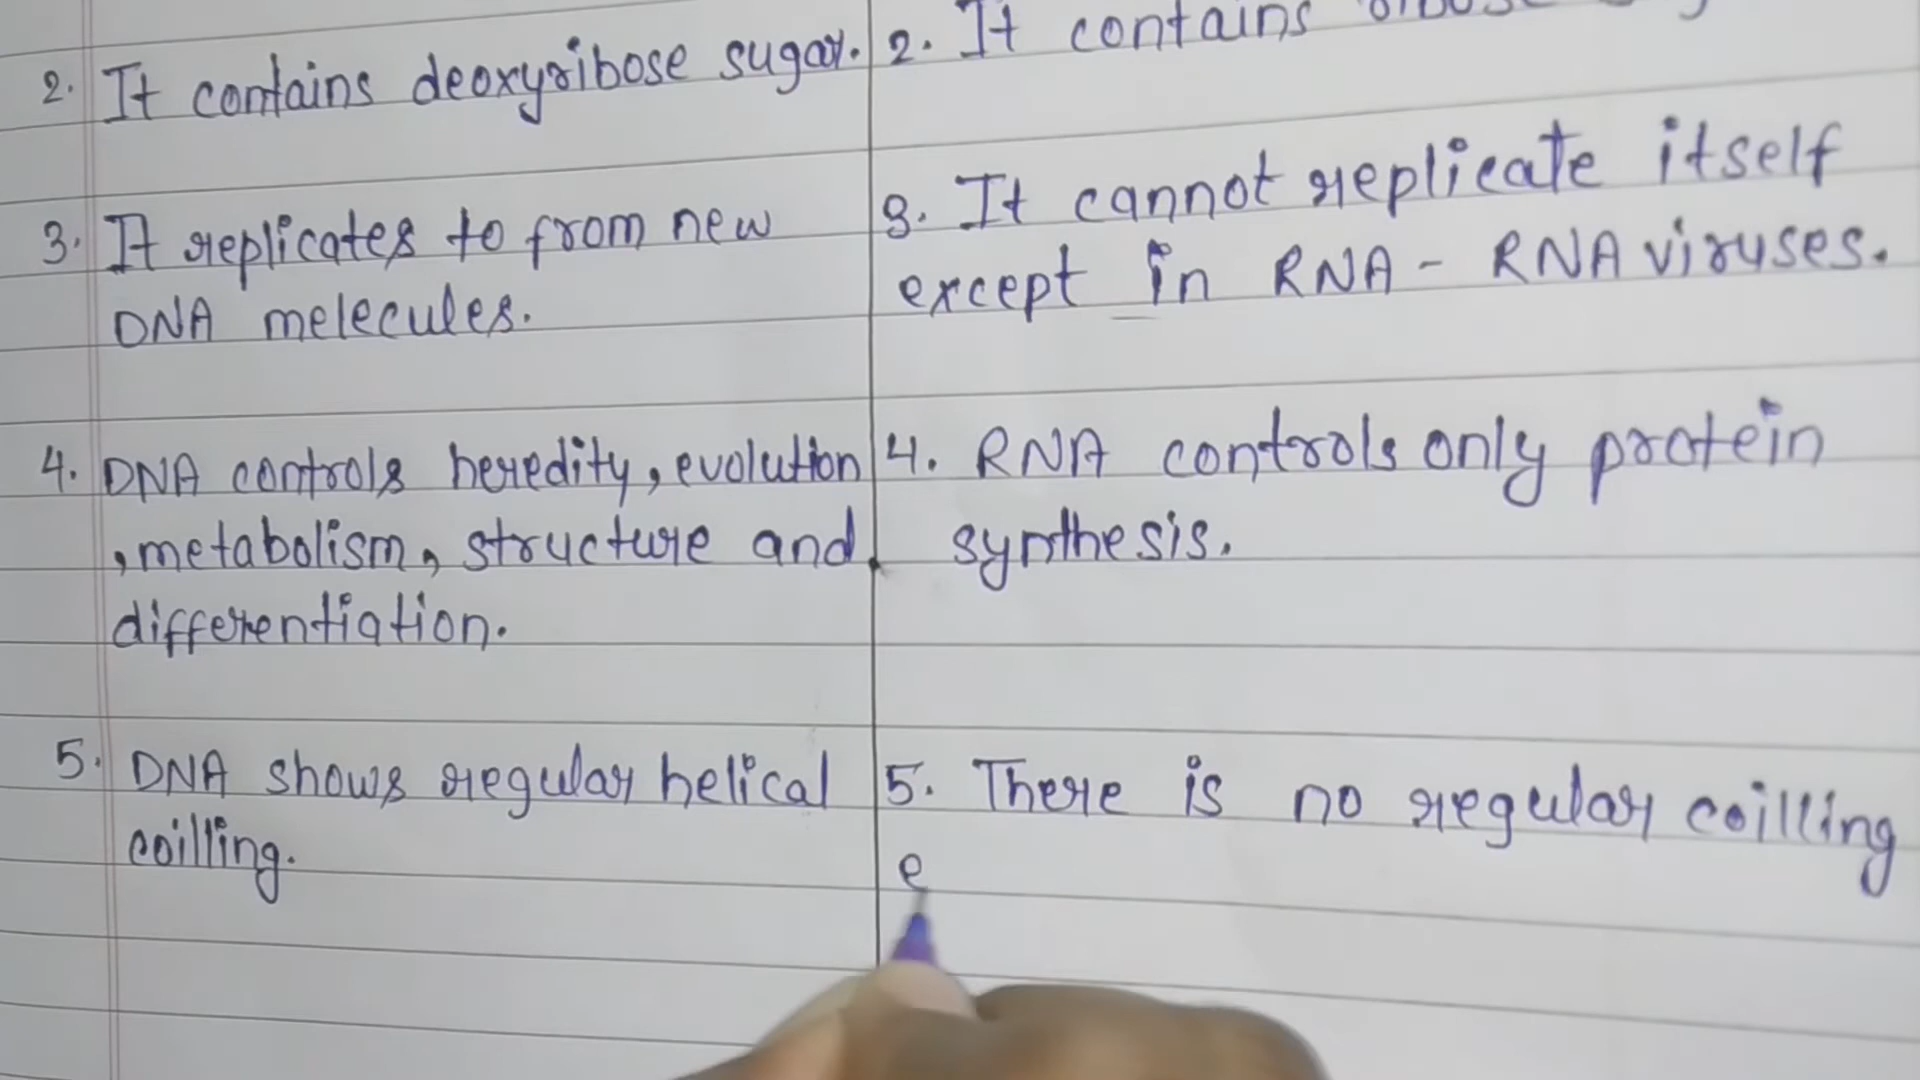 2. It contains deoxyribose sugar.
3. It replicates to from new
DNA melecules.
4. DNA controls heredity, evolution
, metabolism, structure and
differentiation.
5. DNA shows regular helical
coilling.
2. It contains
3. It cannot replicate itself
except in RNA - RNA viruses.
4. RNA controls only protein
synthesis.
5. There is no regular coilling
e